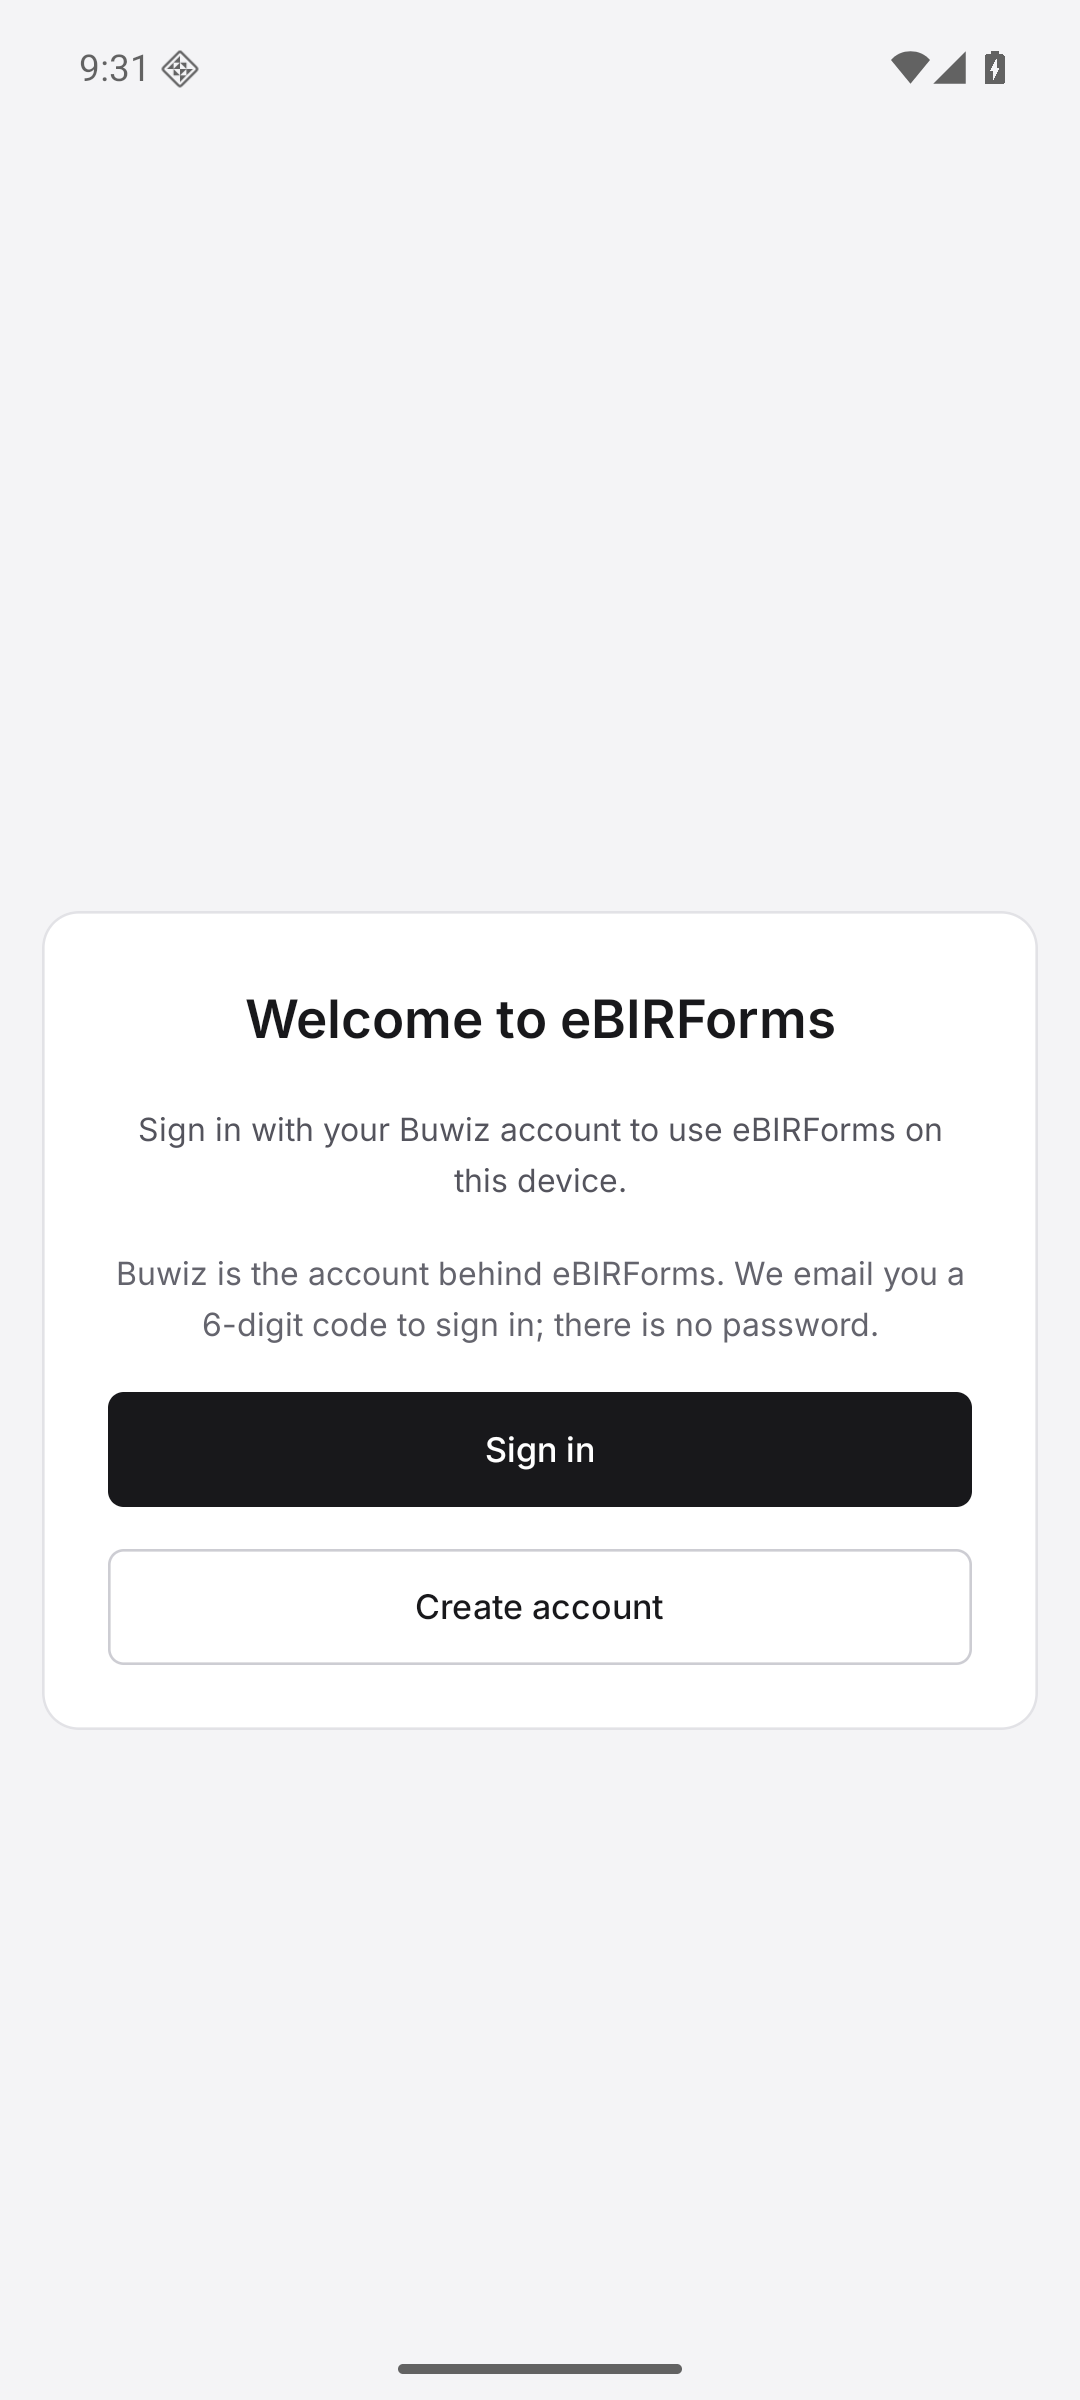 9:31
Welcome to eBIRForms
Sign in with your Buwiz account to use eBIRForms on
this device.
Buwiz is the account behind eBIRForms. We email you a
6-digit code to sign in; there is no password.
Sign in
Create account